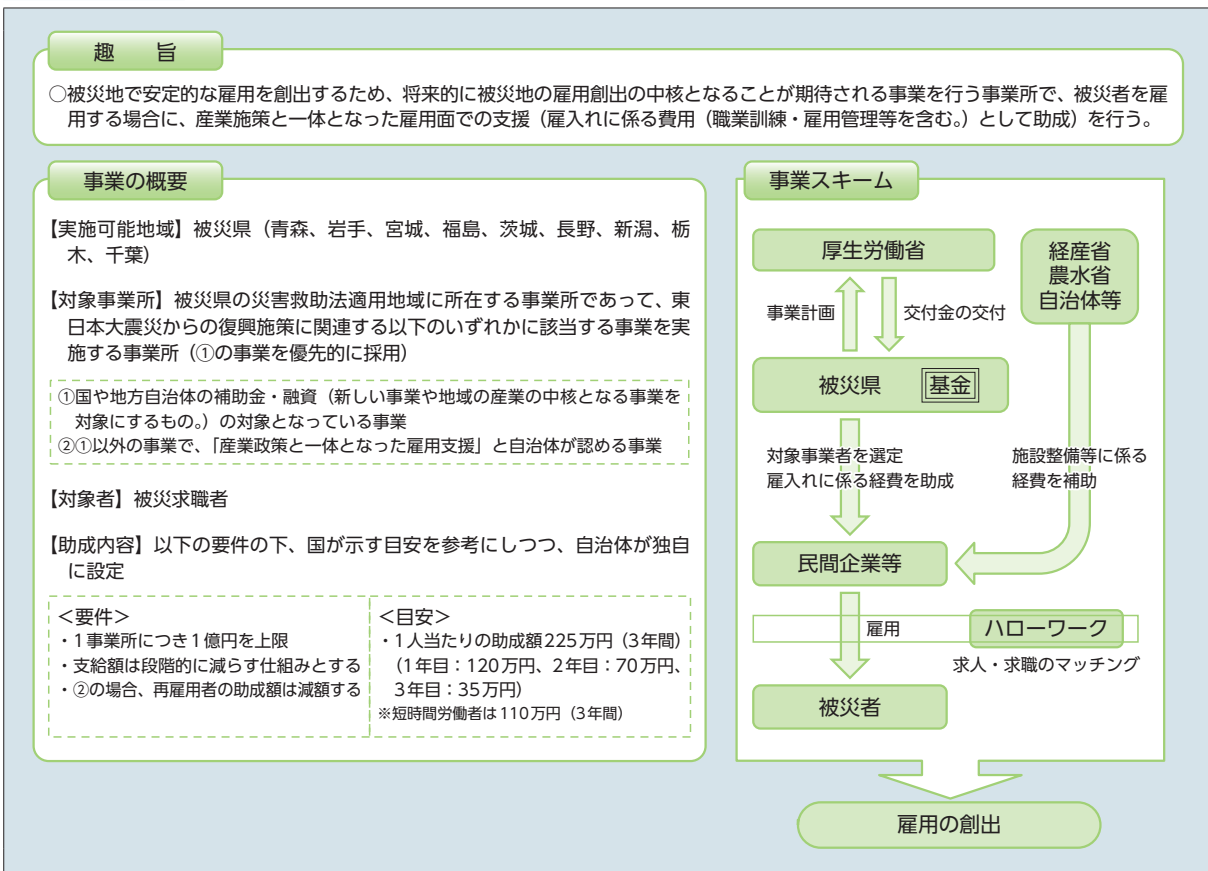 趣　旨
○被災地で安定的な雇用を創出するため、将来的に被災地の雇用創出の中核となることが期待される事業を行う事業所で、被災者を雇
用する場合に、産業施策と一体となった雇用面での支援（雇入れに係る費用（職業訓練・雇用管理等を含む。）として助成）を行う。
事業の概要
【実施可能地域】被災県（青森、岩手、宮城、福島、茨城、長野、新潟、栃
木、千葉）
【対象事業所】被災県の災害救助法適用地域に所在する事業所であって、東
日本大震災からの復興施策に関連する以下のいずれかに該当する事業を実
施する事業所（①の事業を優先的に採用）
①国や地方自治体の補助金・融資（新しい事業や地域の産業の中核となる事業を
対象にするもの。）の対象となっている事業
②①以外の事業で、「産業政策と一体となった雇用支援」と自治体が認める事業
【対象者】被災求職者
【助成内容】以下の要件の下、国が示す目安を参考にしつつ、自治体が独自
に設定
＜要件＞
・1事業所につき1億円を上限
・支給額は段階的に減らす仕組みとする
・②の場合、再雇用者の助成額は減額する
＜目安＞
・1人当たりの助成額225万円（3年間）
（1年目：120万円、2年目：70万円、
3年目：35万円）
※短時間労働者は110万円（3年間）
事業スキーム
厚生労働省
経産省
農水省
自治体等
事業計画
交付金の交付
被災県
基金
対象事業者を選定
雇入れに係る経費を助成
施設整備等に係る
経費を補助
民間企業等
雇用
ハローワーク
求人・求職のマッチング
被災者
雇用の創出